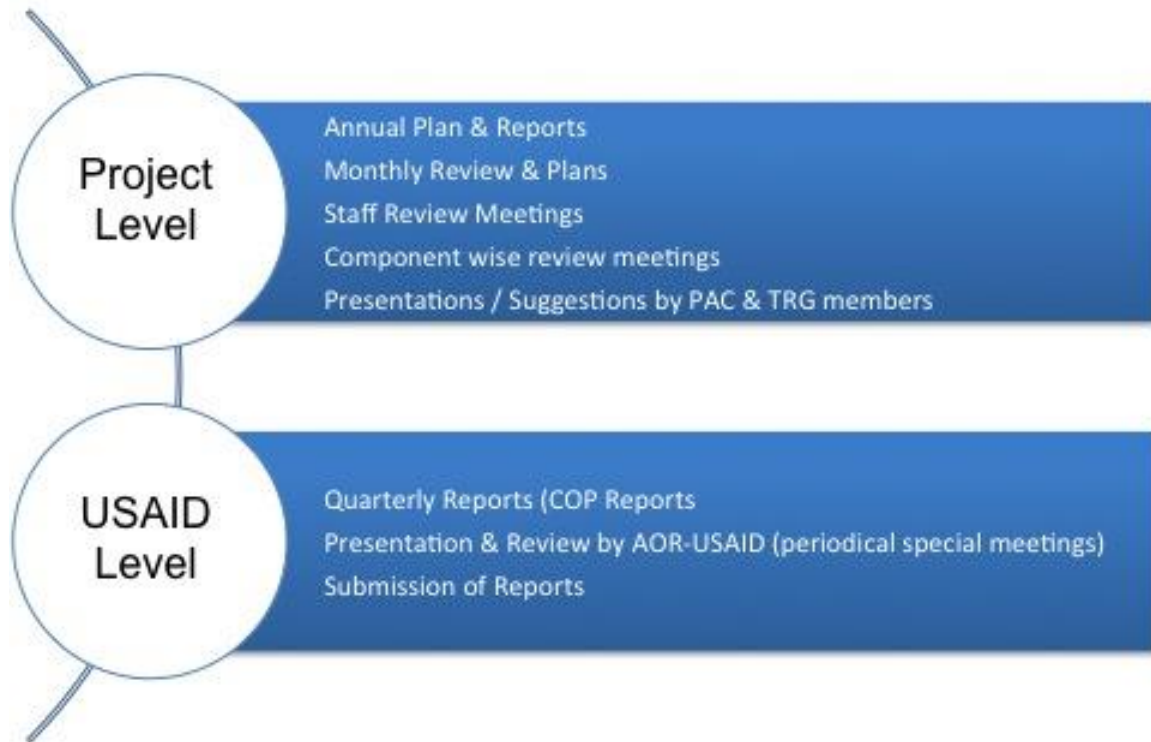 Project
Level
Annual Plan & Reports
Monthly Review & Plans
Staff Review Meetings
Component wise review meetings
Presentations / Suggestions by PAC & TRG members
USAID
Level
Quarterly Reports (COP Reports
Presentation & Review by AOR-USAID (periodical special meetings)
Submission of Reports